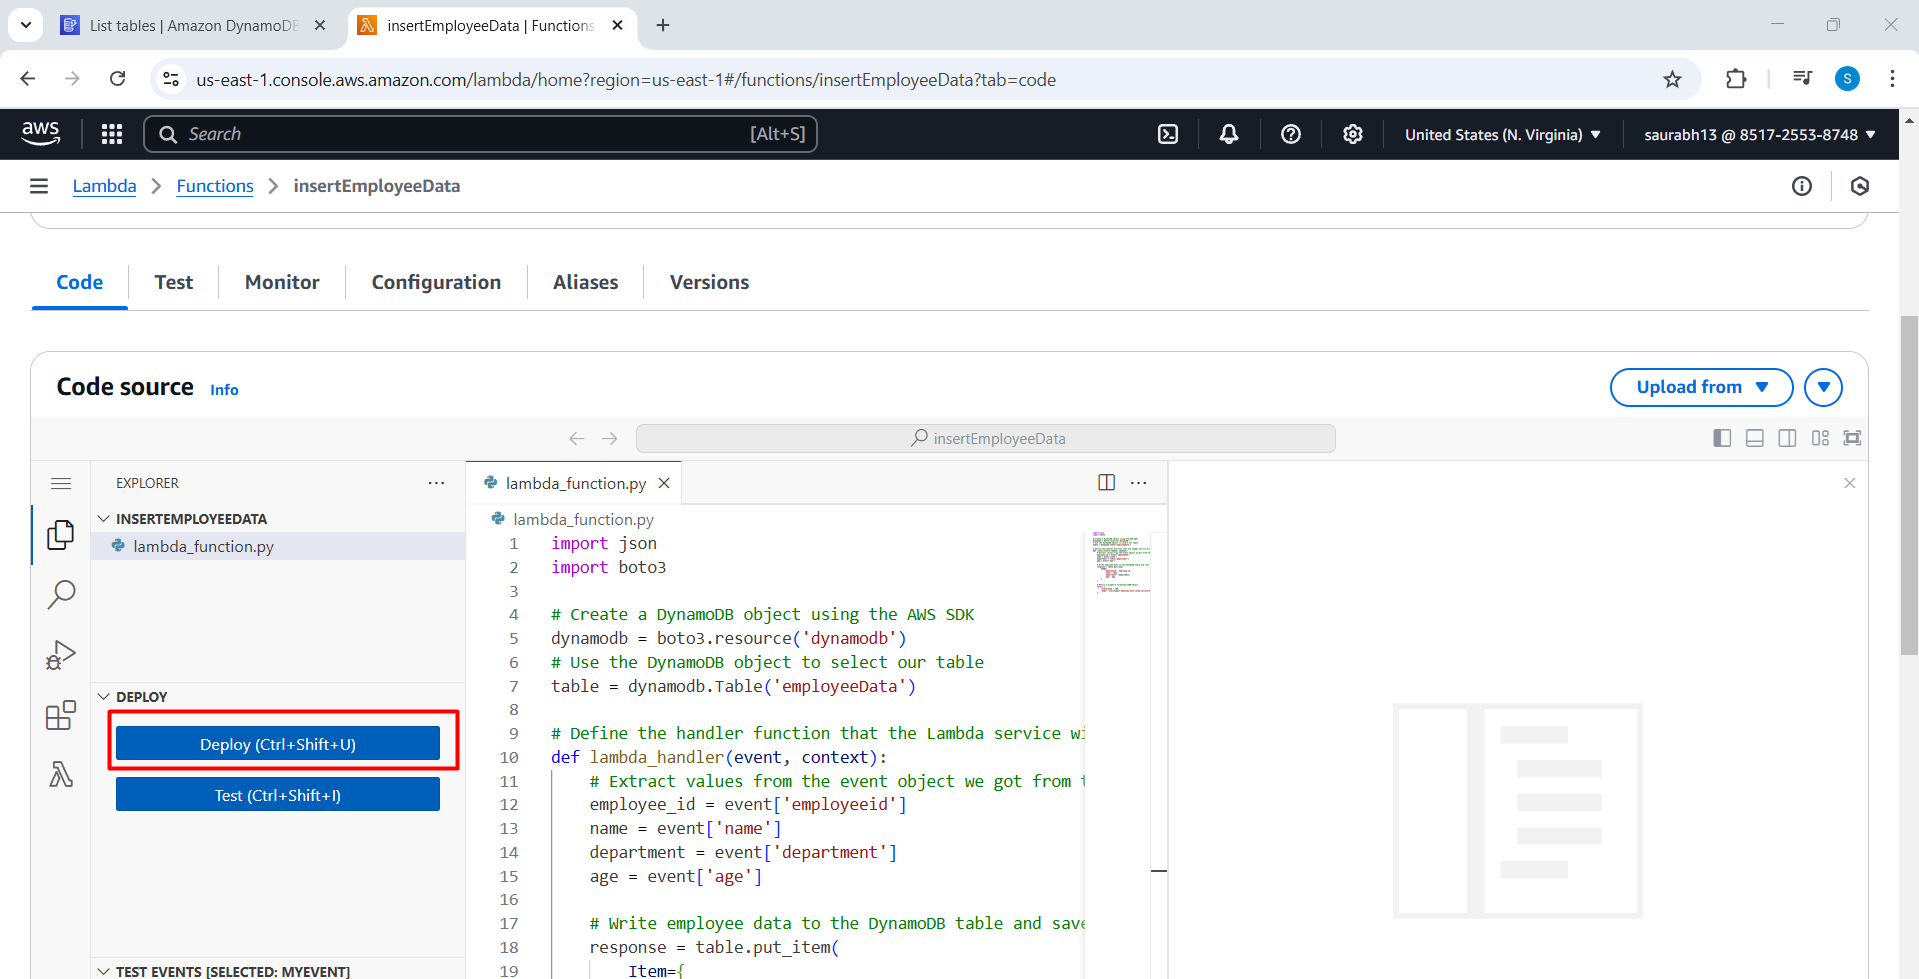 List tables | Amazon DynamoDB
insertEmployeeData | Functions
us-east-1.console.aws.amazon.com/lambda/home?region=us-east-1#/functions/insertEmployeeData?tab=code
S
aws
Search
[Alt+S]
United States (N. Virginia)
saurabh13 @ 8517-2553-8748
Lambda
Functions
insertEmployeeData
Code
Test
Monitor
Configuration
Aliases
Versions
Code source
Info
Upload from
insertEmployeeData
EXPLORER
INSERTEMPLOYEEDATA
lambda_function.py
DEPLOY
Deploy (Ctrl+Shift+U)
Test (Ctrl+Shift+I)
TEST EVENTS [SELECTED: MYEVENT]
lambda_function.py
lambda_function.py
1 import json
2 import boto3
3
4 # Create a DynamoDB object using the AWS SDK
5 dynamodb = boto3.resource('dynamodb')
6 # Use the DynamoDB object to select our table
7 table = dynamodb.Table('employeeData')
8
9 # Define the handler function that the Lambda service wi
10 def lambda_handler(event, context):
11 # Extract values from the event object we got from t
12 employee_id = event['employeeid']
13 name = event['name']
14 department = event['department']
15 age = event['age']
16
17 # Write employee data to the DynamoDB table and save
18 response = table.put_item(
19 Item={